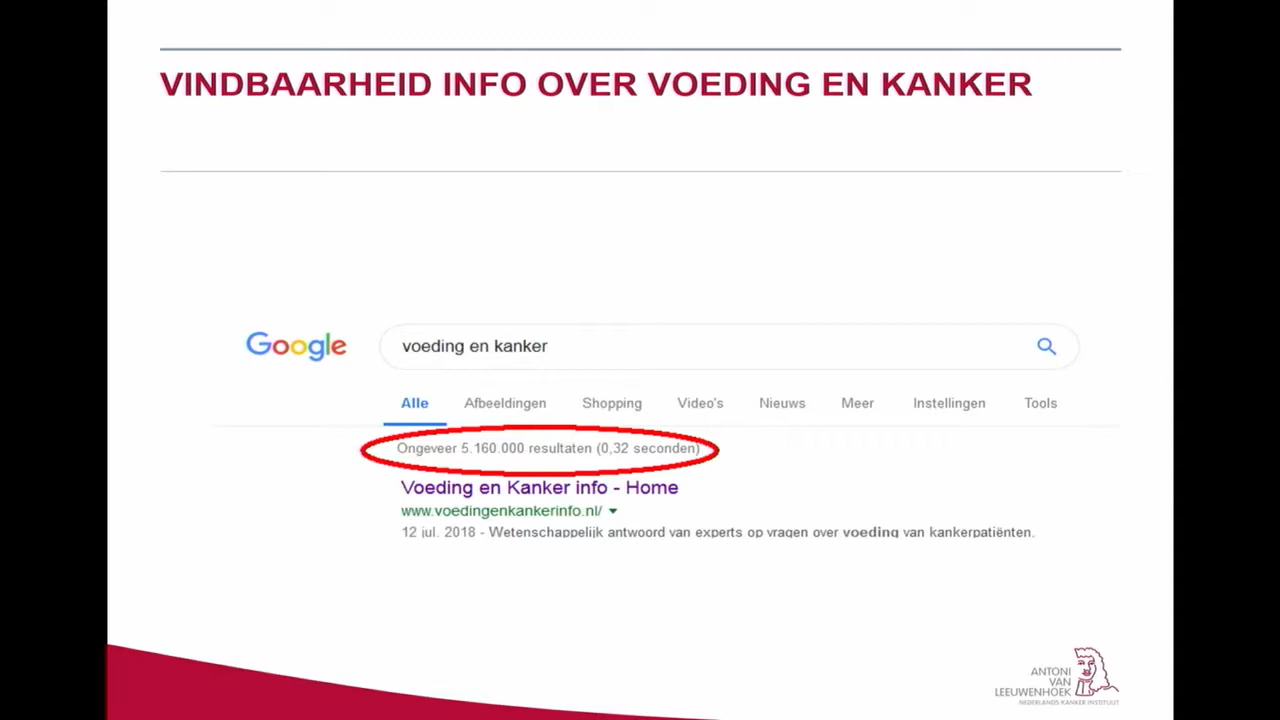 VINDBAARHEID INFO OVER VOEDING EN KANKER
Google
voeding en kanker
Alle Afbeeldingen Shopping Video's Nieuws Meer Instellingen Tools
Ongeveer 5.160.000 resultaten (0,32 seconden)
Voeding en Kanker info - Home
www.voedingenkankerinfo.nl/
12 jul. 2018 - Wetenschappelijk antwoord van experts op vragen over voeding van kankerpatiënten.
ANTONI
VAN
LEEUWENHOEK
NEDERLANDS KANKER INSTITUUT